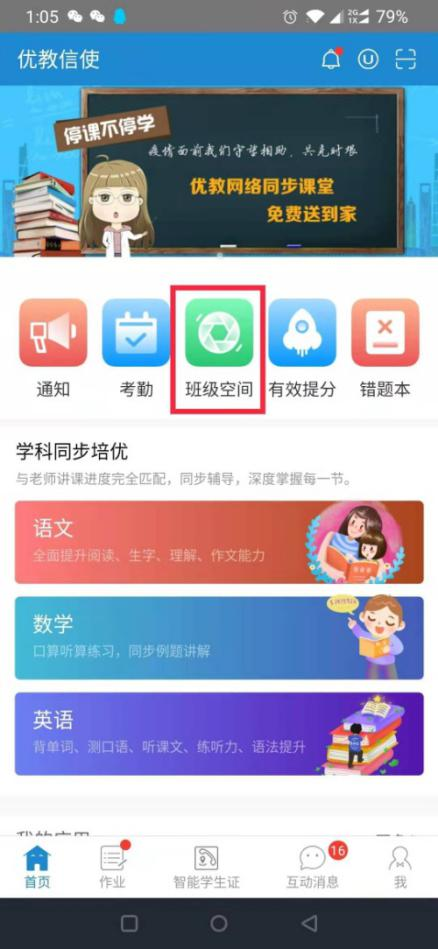 1:05
2G
1X
79%
优教信使
停课不停学
疫情面前我们守望相助，共克时艰
优教网络同步课堂
免费送到家
通知
考勤
班级空间
有效提分
错题本
学科同步培优
与老师讲课进度完全匹配，同步辅导，深度掌握每一节。
语文
全面提升阅读、生字、理解、作文能力
数学
口算听算练习，同步例题讲解
英语
背单词、测口语、听课文、练听力、语法提升
我的应用
首页
作业
智能学生证
互动消息
16
我